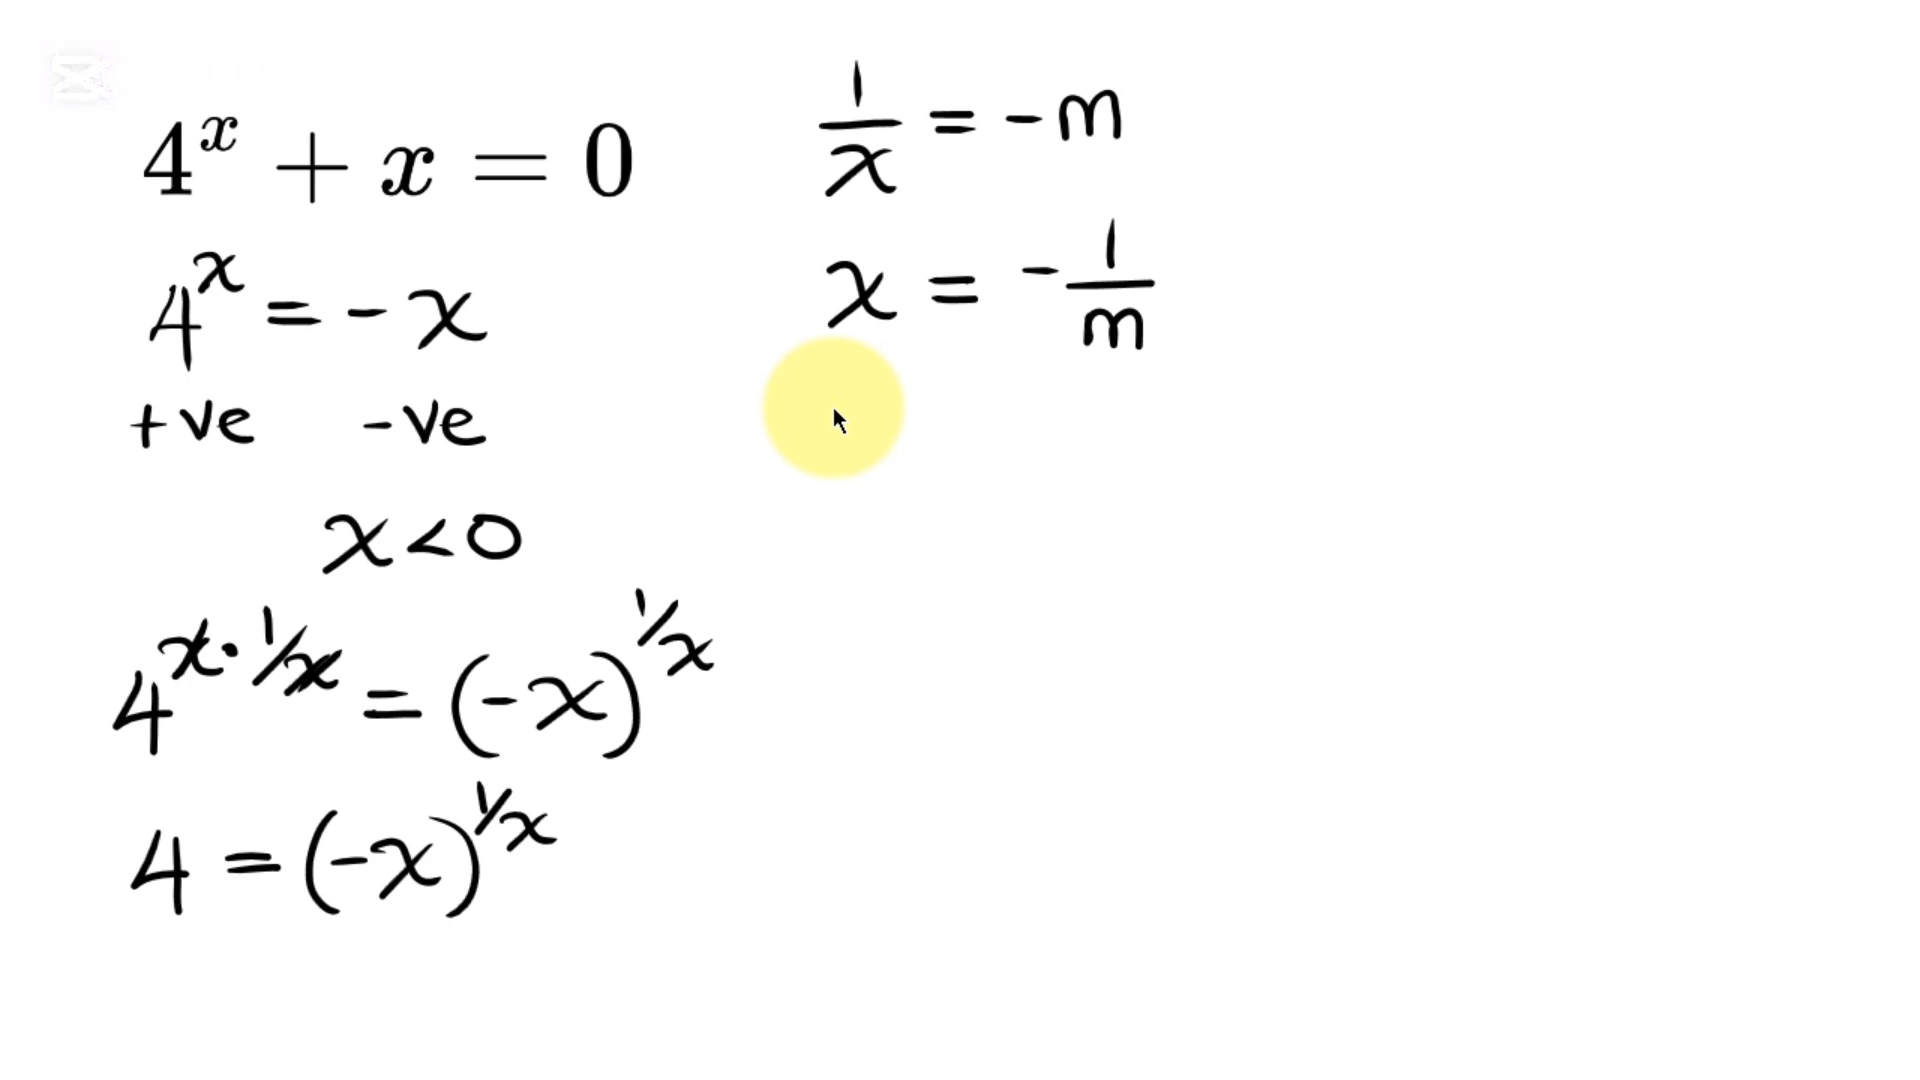 4^x + x = 0
4^x = -x
+ve -ve
x<0
4^{x·1/x} = (-x)^{1/x}
4 = (-x)^{1/x}
1/x = -m
x = -1/m